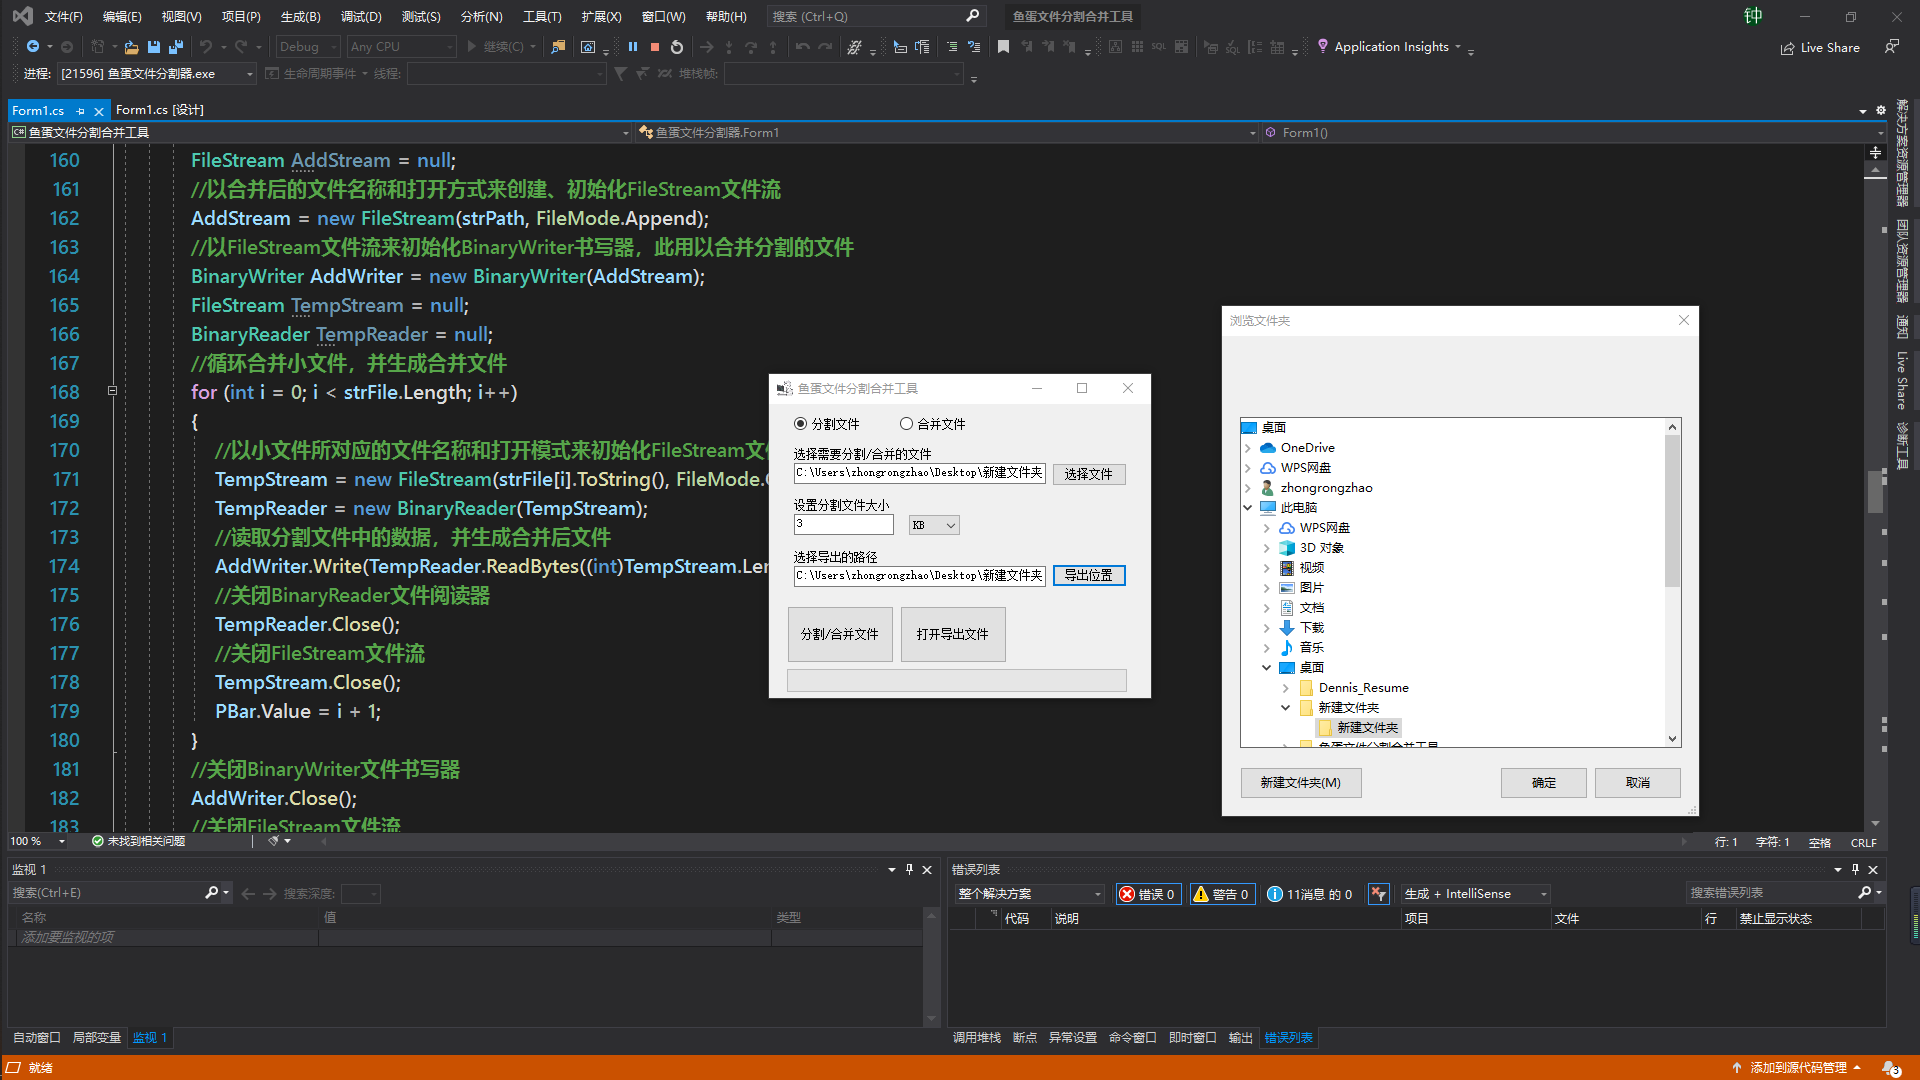 文件(F) 编辑(E) 视图(V) 项目(P) 生成(B) 调试(D) 测试(S) 分析(N) 工具(T) 扩展(X) 窗口(W) 帮助(H) 搜索 (Ctrl+Q) 鱼蛋文件分割合并工具 钟
Debug Any CPU 继续(C) Application Insights Live Share
进程: [21596] 鱼蛋文件分割器.exe 生命周期事件 线程: 堆栈帧:
Form1.cs Form1.cs [设计]
鱼蛋文件分割合并工具 鱼蛋文件分割器.Form1 Form1()
160 FileStream AddStream = null;
161 //以合并后的文件名称和打开方式来创建、初始化FileStream文件流
162 AddStream = new FileStream(strPath, FileMode.Append);
163 //以FileStream文件流来初始化BinaryWriter书写器，此用以合并分割的文件
164 BinaryWriter AddWriter = new BinaryWriter(AddStream);
165 FileStream TempStream = null;
166 BinaryReader TempReader = null;
167 //循环合并小文件，并生成合并文件
168 for (int i = 0; i < strFile.Length; i++)
169 {
170 //以小文件所对应的文件名称和打开模式来初始化FileStream文
171 TempStream = new FileStream(strFile[i].ToString(), FileMode.
172 TempReader = new BinaryReader(TempStream);
173 //读取分割文件中的数据，并生成合并后文件
174 AddWriter.Write(TempReader.ReadBytes((int)TempStream.Len
175 //关闭BinaryReader文件阅读器
176 TempReader.Close();
177 //关闭FileStream文件流
178 TempStream.Close();
179 PBar.Value = i + 1;
180 }
181 //关闭BinaryWriter文件书写器
182 AddWriter.Close();
183 //关闭FileStream文件流
鱼蛋文件分割合并工具
分割文件 合并文件
选择需要分割/合并的文件
C:\Users\zhongrongzhao\Desktop\新建文件夹 选择文件
设置分割文件大小
3 KB
选择导出的路径
C:\Users\zhongrongzhao\Desktop\新建文件夹 导出位置
分割/合并文件 打开导出文件
浏览文件夹
桌面
OneDrive
WPS网盘
zhongrongzhao
此电脑
WPS网盘
3D 对象
视频
图片
文档
下载
音乐
桌面
Dennis_Resume
新建文件夹
新建文件夹
鱼蛋文件分割合并工具
新建文件夹(M) 确定 取消
解决方案资源管理器
团队资源管理器
通知
Live Share
诊断工具
100 % 未找到相关问题 行: 1 字符: 1 空格 CRLF
监视 1
搜索(Ctrl+E) 搜索深度:
名称 值 类型
添加要监视的项
自动窗口 局部变量 监视 1
错误列表
整个解决方案 错误 0 警告 0 11消息 的 0 生成 + IntelliSense 搜索错误列表
代码 说明 项目 文件 行 禁止显示状态
调用堆栈 断点 异常设置 命令窗口 即时窗口 输出 错误列表
就绪 添加到源代码管理 3